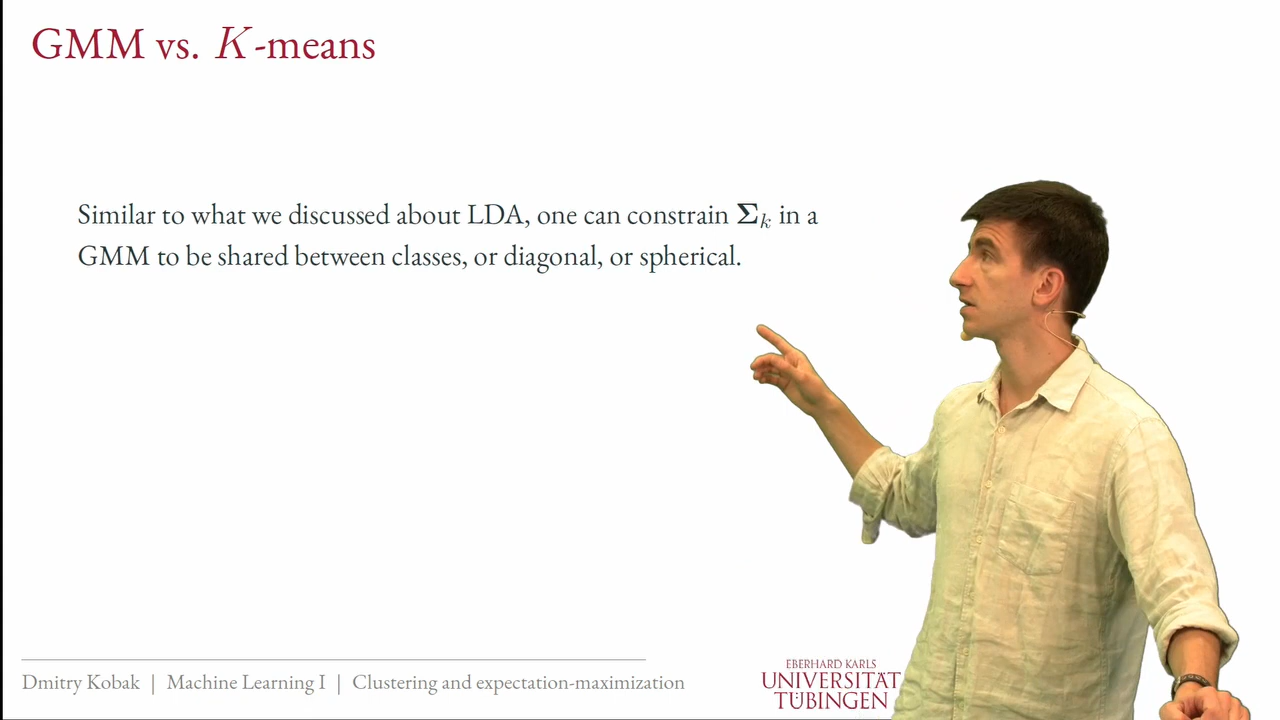 GMM vs. K-means
Similar to what we discussed about LDA, one can constrain Σₖ in a
GMM to be shared between classes, or diagonal, or spherical.
Dmitry Kobak | Machine Learning I | Clustering and expectation-maximization
EBERHARD KARLS
UNIVERSITÄT
TÜBINGEN